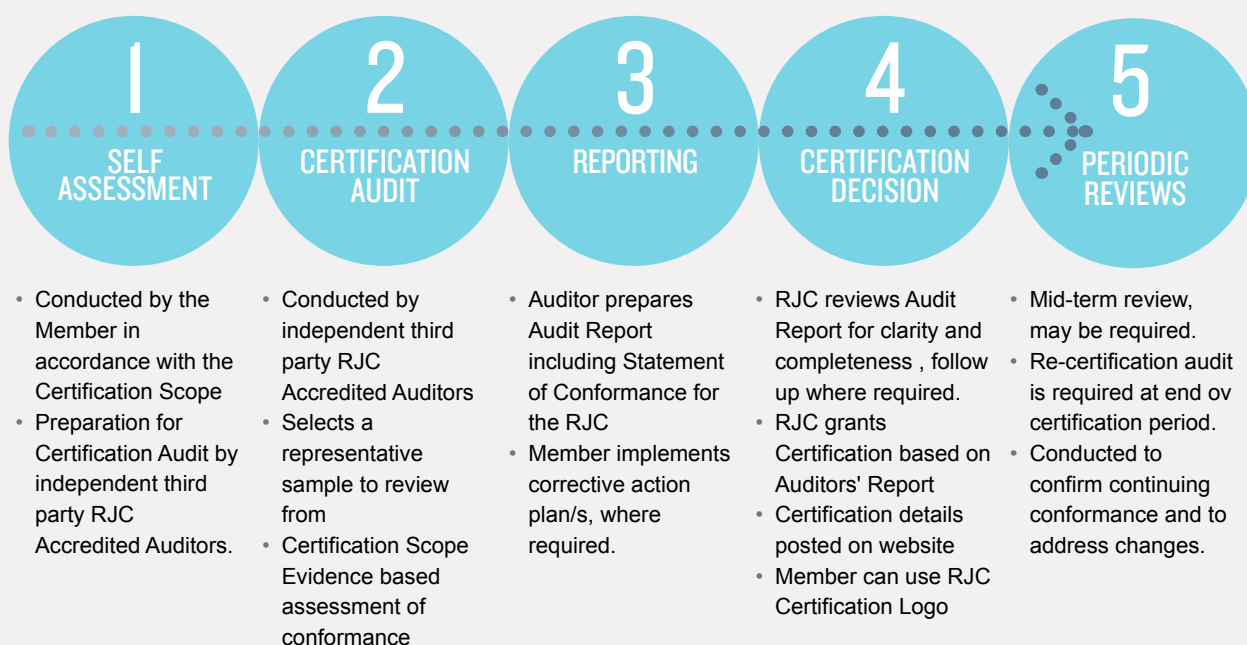 1
SELF
ASSESSMENT
• Conducted by the
Member in
accordance with the
Certification Scope
• Preparation for
Certification Audit by
independent third
party RJC
Accredited Auditors.
2
CERTIFICATION
AUDIT
• Conducted by
independent third
party RJC
Accredited Auditors
• Selects a
representative
sample to review
from
• Certification Scope
Evidence based
assessment of
conformance
3
REPORTING
• Auditor prepares
Audit Report
including Statement
of Conformance for
the RJC
• Member implements
corrective action
plan/s, where
required.
4
CERTIFICATION
DECISION
• RJC reviews Audit
Report for clarity and
completeness , follow
up where required.
• RJC grants
Certification based on
Auditors' Report
• Certification details
posted on website
• Member can use RJC
Certification Logo
5
PERIODIC
REVIEWS
• Mid-term review,
may be required.
• Re-certification audit
is required at end ov
certification period.
• Conducted to
confirm continuing
conformance and to
address changes.